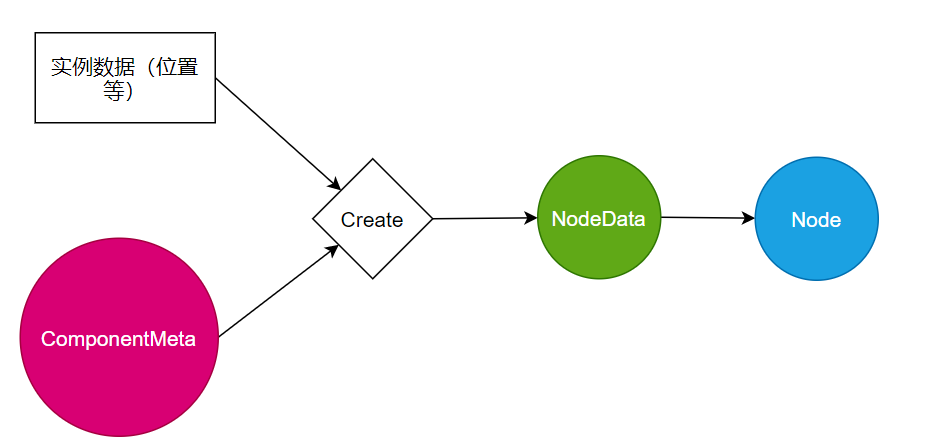 实例数据（位置
等）
Create
NodeData
Node
ComponentMeta